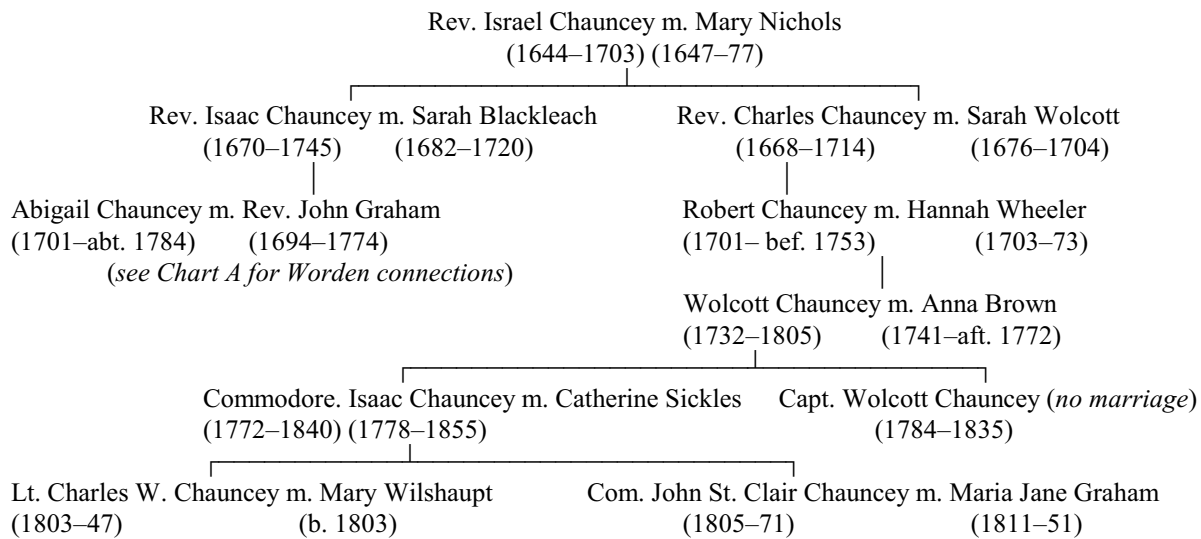 Rev. Israel Chauncey m. Mary Nichols
(1644–1703) (1647–77)
Rev. Isaac Chauncey m. Sarah Blackleach Rev. Charles Chauncey m. Sarah Wolcott
(1670–1745) (1682–1720) (1668–1714) (1676–1704)
Abigail Chauncey m. Rev. John Graham Robert Chauncey m. Hannah Wheeler
(1701–abt. 1784) (1694–1774) (1701– bef. 1753) (1703–73)
(see Chart A for Worden connections)
Wolcott Chauncey m. Anna Brown
(1732–1805) (1741–aft. 1772)
Commodore. Isaac Chauncey m. Catherine Sickles Capt. Wolcott Chauncey (no marriage)
(1772–1840) (1778–1855) (1784–1835)
Lt. Charles W. Chauncey m. Mary Wilshaupt Com. John St. Clair Chauncey m. Maria Jane Graham
(1803–47) (b. 1803) (1805–71) (1811–51)